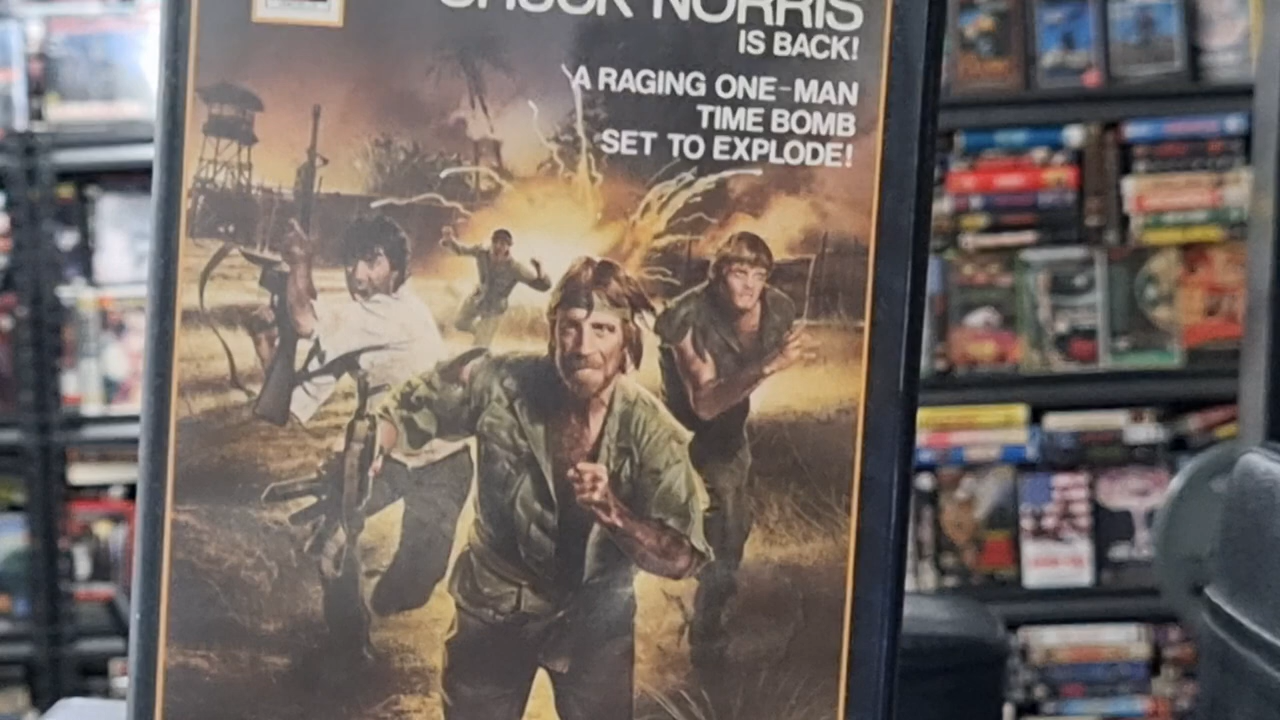 CHUCK NORRIS
IS BACK!
A RAGING ONE-MAN
TIME BOMB
SET TO EXPLODE!